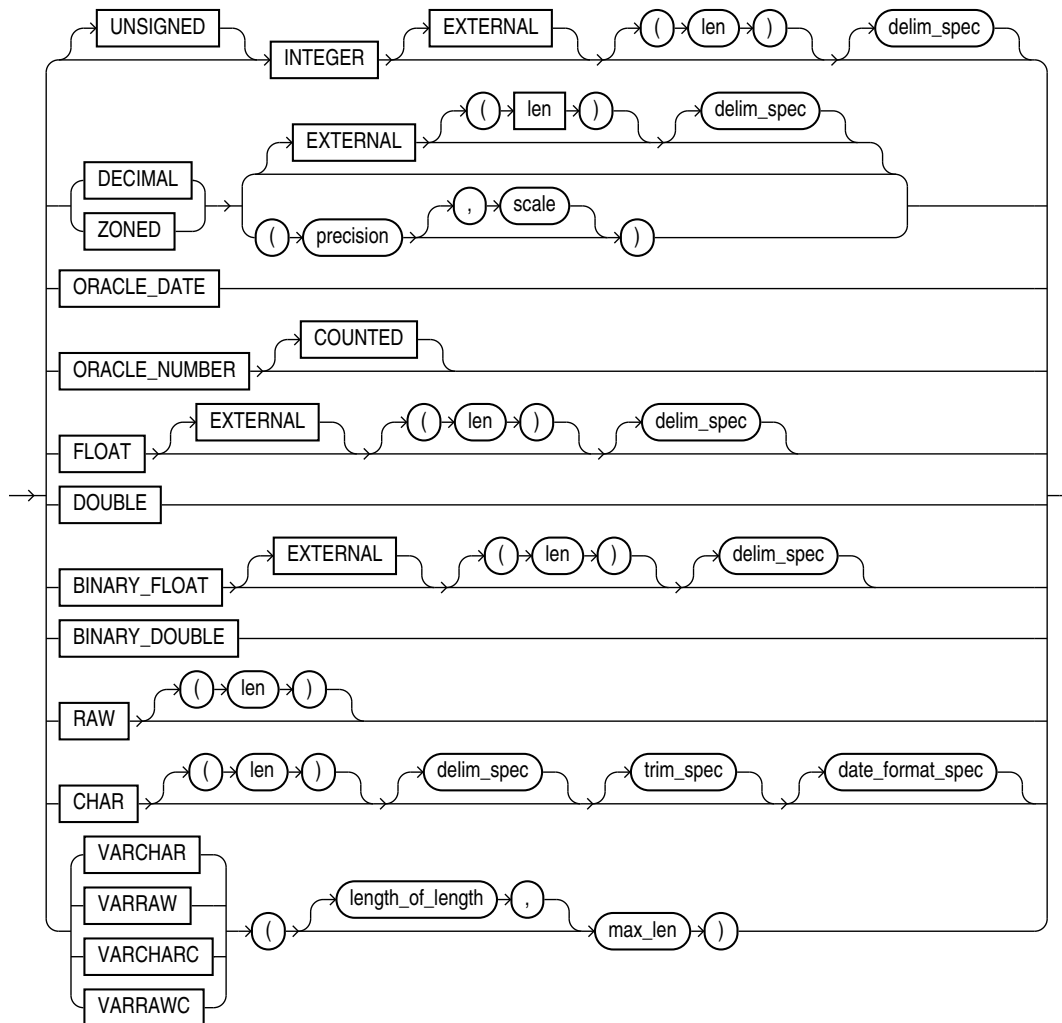 UNSIGNED EXTERNAL ( len ) delim_spec
INTEGER
( len ) delim_spec
EXTERNAL
DECIMAL
, scale
ZONED
( precision )
ORACLE_DATE
COUNTED
ORACLE_NUMBER
EXTERNAL ( len ) delim_spec
FLOAT
DOUBLE
EXTERNAL ( len ) delim_spec
BINARY_FLOAT
BINARY_DOUBLE
( len )
RAW
( len ) delim_spec trim_spec date_format_spec
CHAR
VARCHAR
length_of_length ,
VARRAW
( max_len )
VARCHARC
VARRAWC